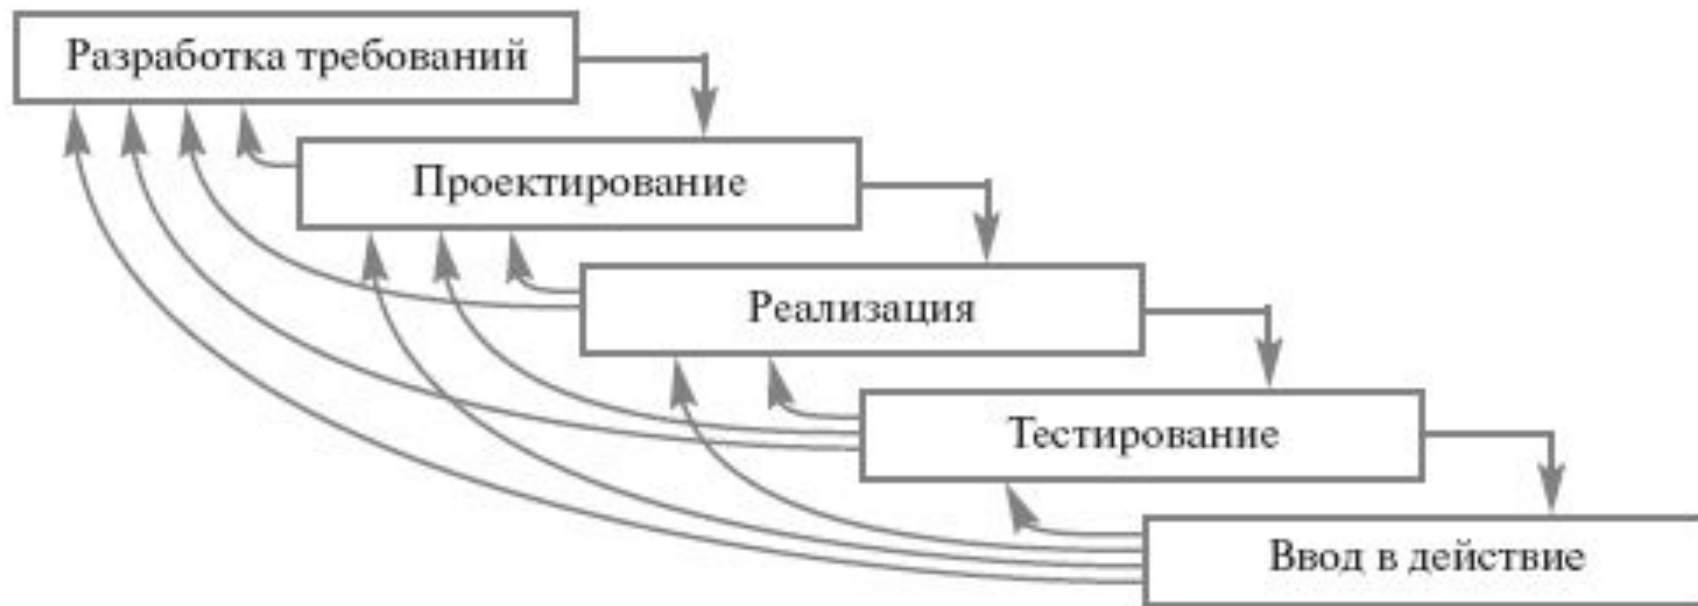 Разработка требований
Проектирование
Реализация
Тестирование
Ввод в действие